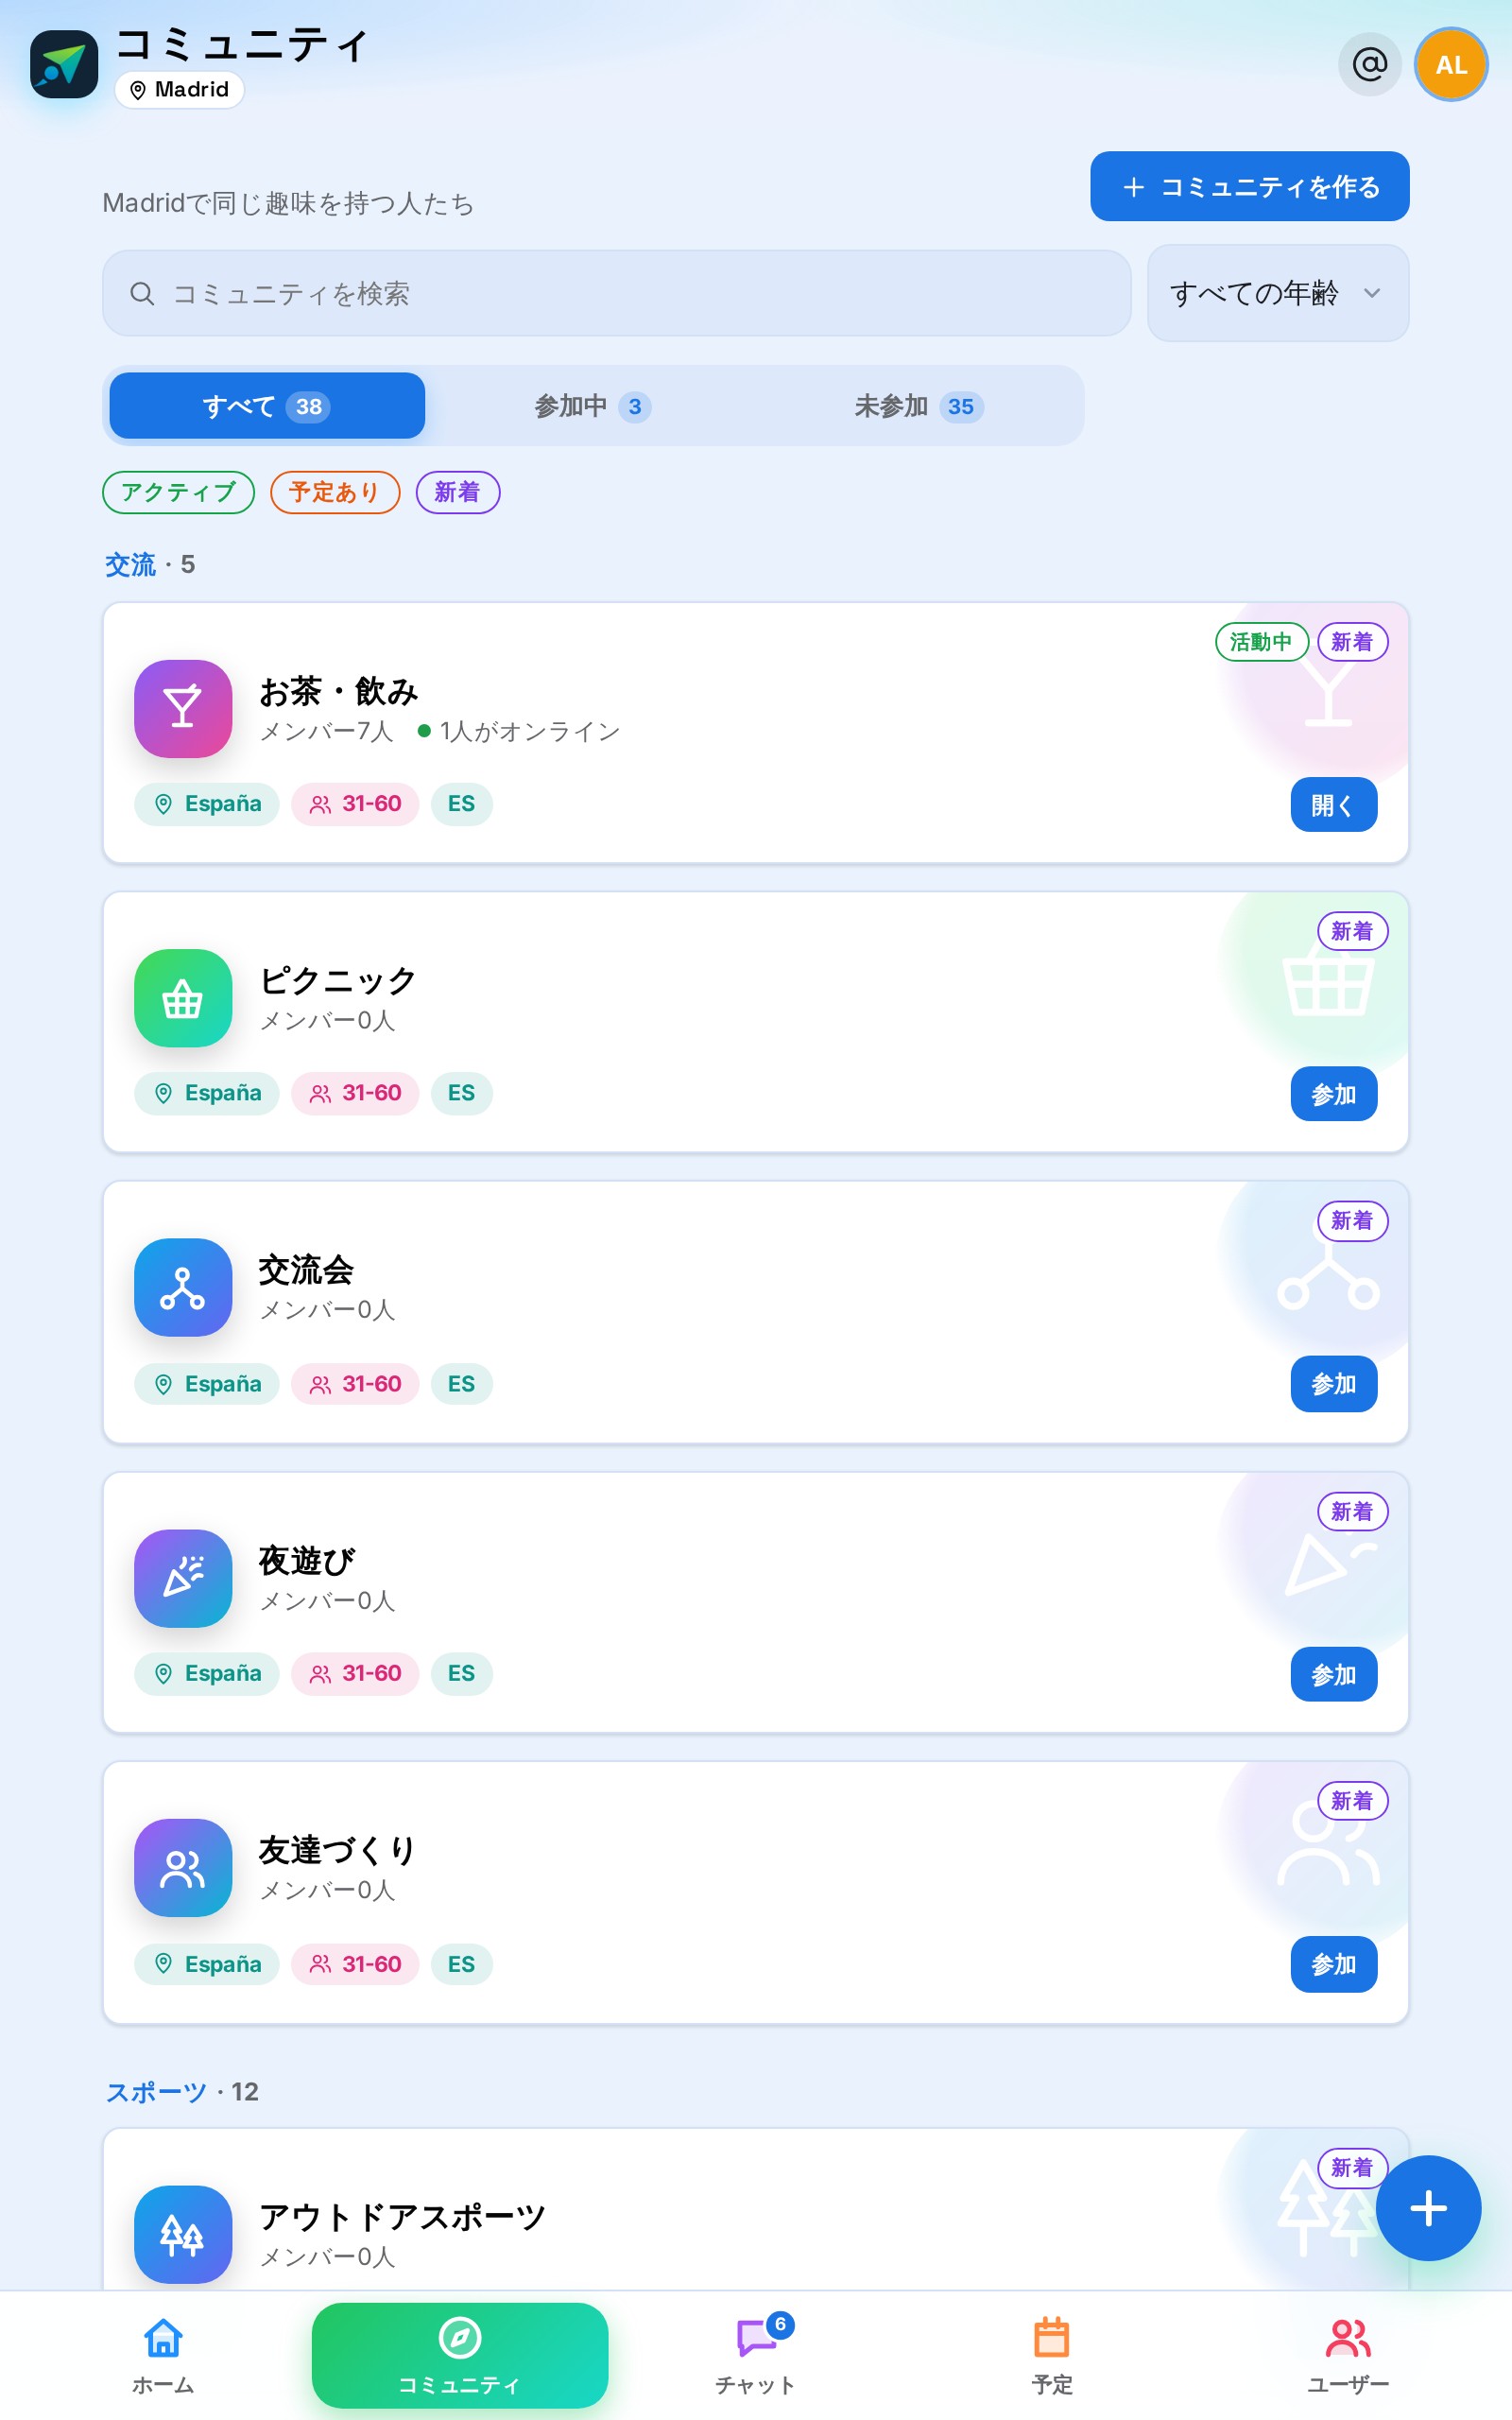 コミュニティ
Madrid
@
AL
Madridで同じ趣味を持つ人たち
コミュニティを作る
コミュニティを検索
すべての年齢
すべて 38
参加中 3
未参加 35
アクティブ 予定あり 新着
交流 · 5
活動中 新着
お茶・飲み
メンバー7人 1人がオンライン
España 31-60 ES
開く
新着
ピクニック
メンバー0人
España 31-60 ES
参加
新着
交流会
メンバー0人
España 31-60 ES
参加
新着
夜遊び
メンバー0人
España 31-60 ES
参加
新着
友達づくり
メンバー0人
España 31-60 ES
参加
スポーツ · 12
新着
アウトドアスポーツ
メンバー0人
6
ホーム コミュニティ チャット 予定 ユーザー